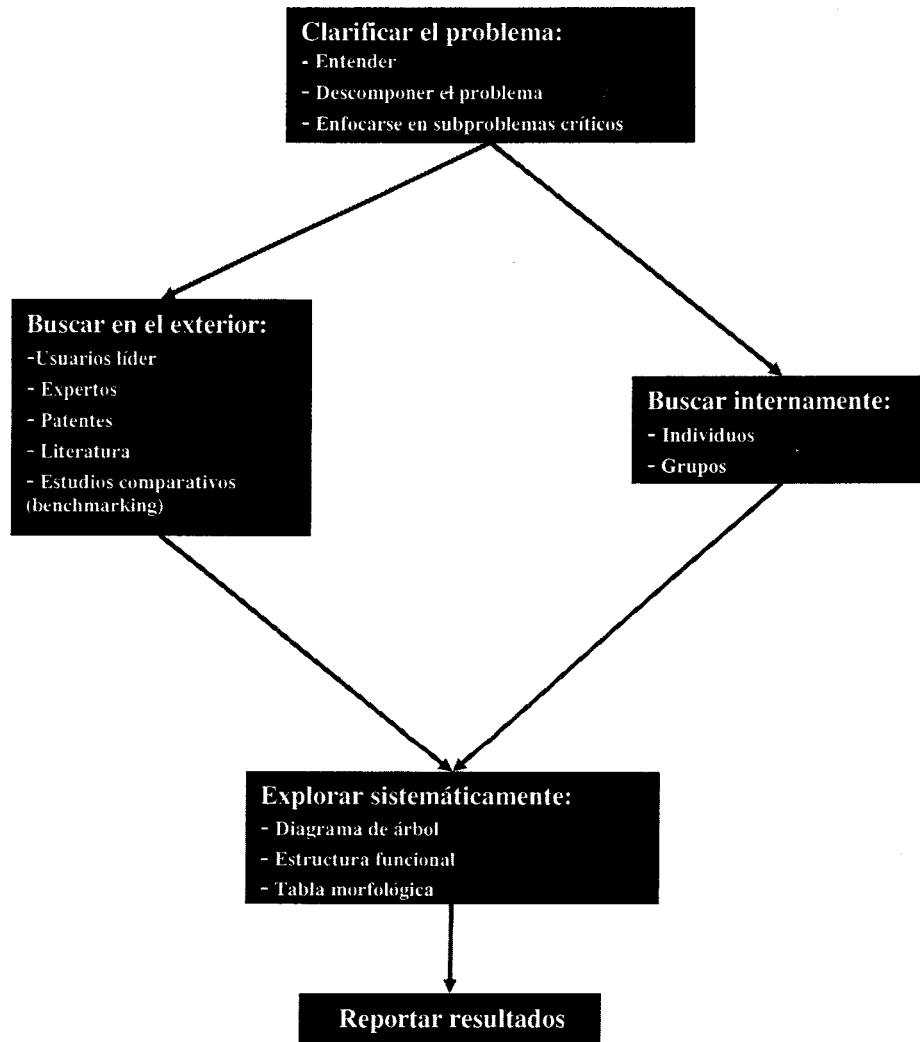 Clarificar el problema:
- Entender
- Descomponer el problema
- Enfocarse en subproblemas críticos
Buscar en el exterior:
-Usuarios líder
- Expertos
- Patentes
- Literatura
- Estudios comparativos
(benchmarking)
Buscar internamente:
- Individuos
- Grupos
Explorar sistemáticamente:
- Diagrama de árbol
- Estructura funcional
- Tabla morfológica
Reportar resultados